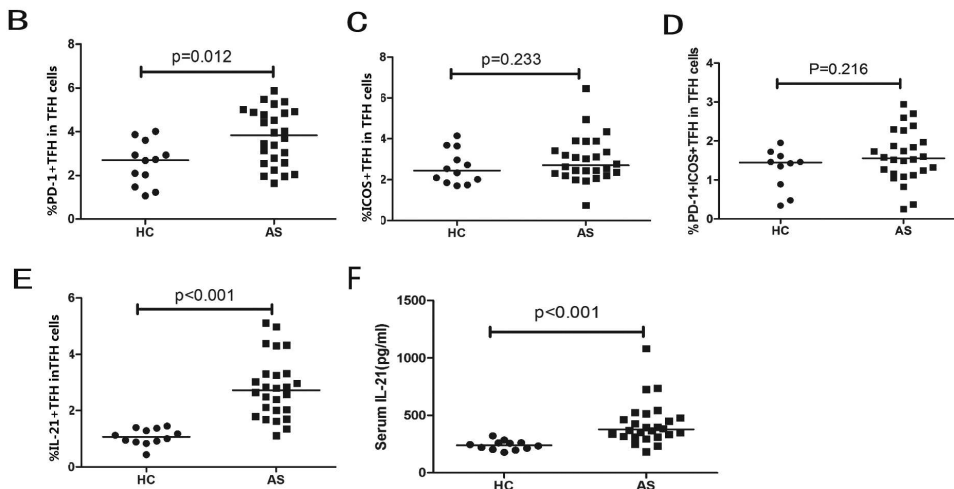 B
p=0.012
%PD-1+TFH in TFH cells
8
6
4
2
0
HC
AS
C
p=0.233
%ICOS+TFH in TFH cells
8
6
4
2
0
HC
AS
D
P=0.216
%PD-1+ICOS+TFH in TFH cells
4
3
2
1
0
HC
AS
E
p<0.001
%IL-21+TFH inTFH cells
6
4
2
0
HC
AS
F
p<0.001
Serum IL-21(pg/ml)
1500
1000
500
0
HC
AS